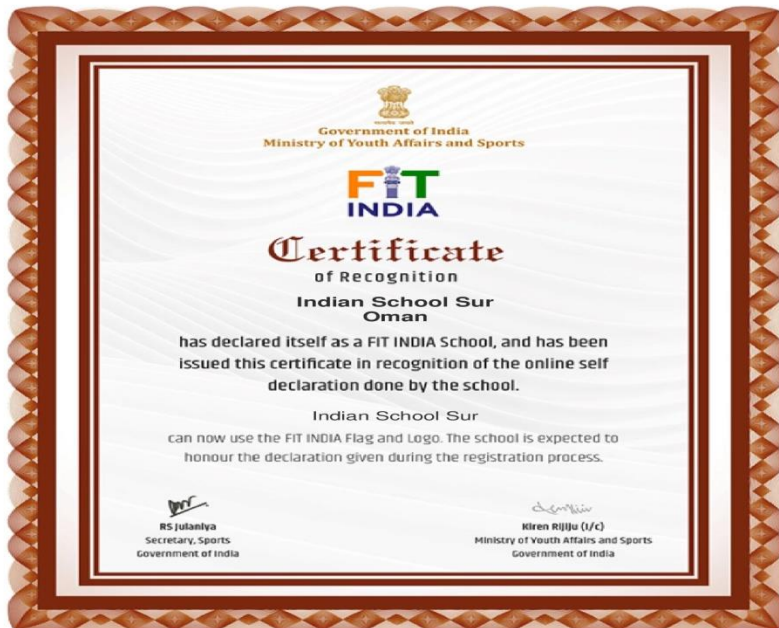 Government of India
Ministry of Youth Affairs and Sports
FIT
INDIA
Certificate
of Recognition
Indian School Sur
Oman
has declared itself as a FIT INDIA School, and has been
issued this certificate in recognition of the online self
declaration done by the school.
Indian School Sur
can now use the FIT INDIA Flag and Logo. The school is expected to
honour the declaration given during the registration process.
RS Julaniya
Secretary, Sports
Government of India
Kiren Rijiju (I/c)
Ministry of Youth Affairs and Sports
Government of India